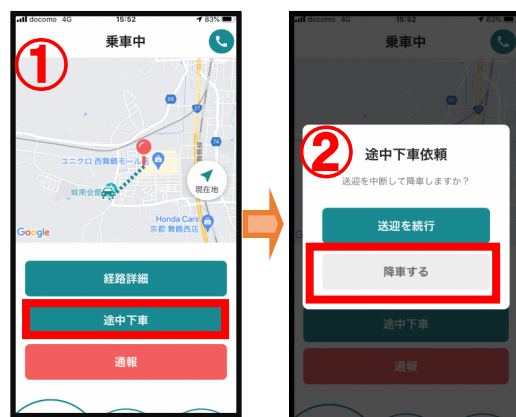 docomo 4G 15:52 83%
乗車中
①
ユニクロ 西舞鶴モール店
城南会館
現在地
Honda Cars
京都 舞鶴西店
Google
経路詳細
途中下車
通報
docomo 4G 15:52 83%
乗車中
②
途中下車依頼
送迎を中断して降車しますか？
送迎を続行
降車する
途中下車
通報